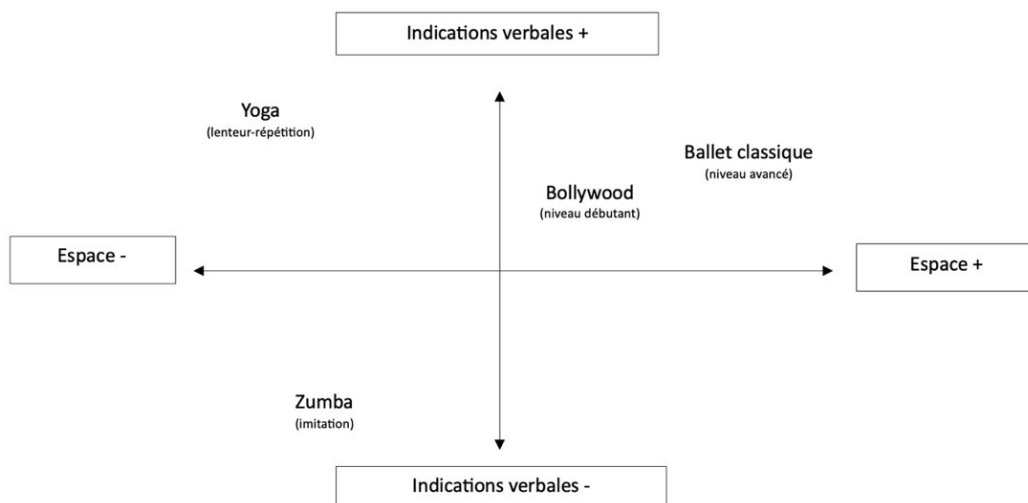 Indications verbales +
Yoga
(lenteur-répétition)
Ballet classique
(niveau avancé)
Bollywood
(niveau débutant)
Espace -
Espace +
Zumba
(imitation)
Indications verbales -